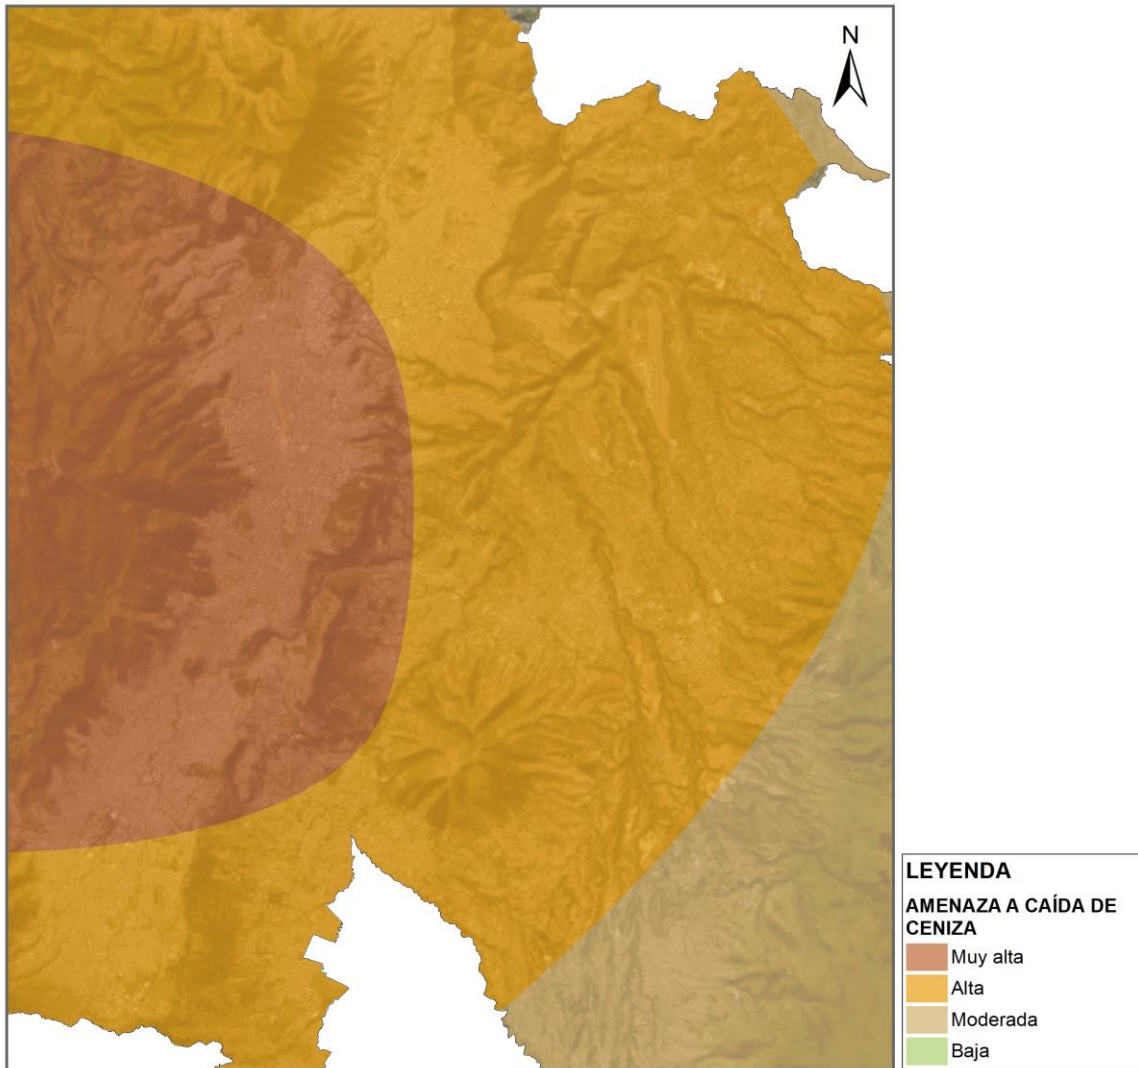 N
LEYENDA
AMENAZA A CAÍDA DE
CENIZA
Muy alta
Alta
Moderada
Baja